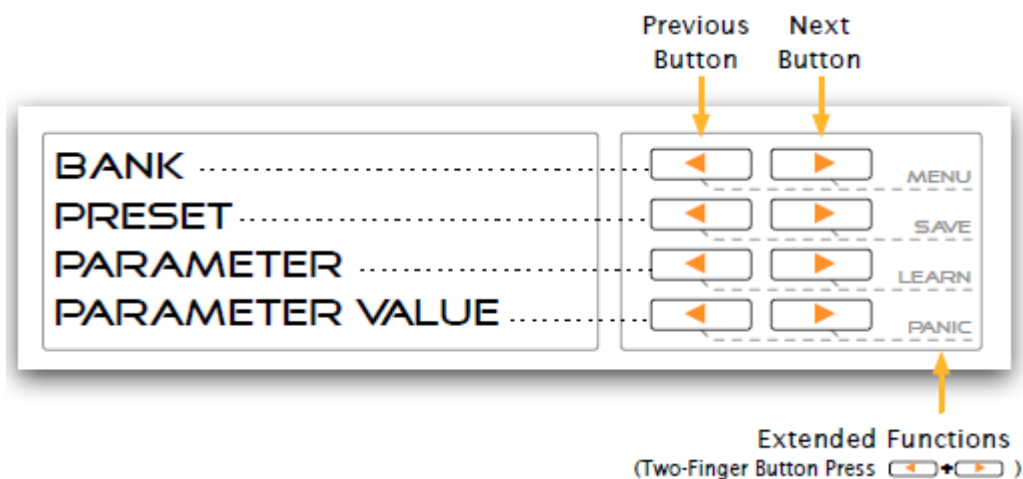 Previous Button
Next Button
BANK
MENU
PRESET
SAVE
PARAMETER
LEARN
PARAMETER VALUE
PANIC
Extended Functions
(Two-Finger Button Press + )